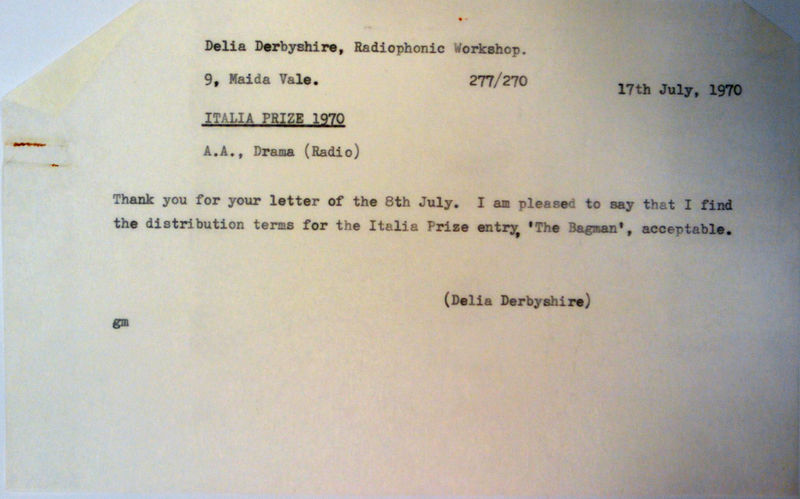 Delia Derbyshire, Radiophonic Workshop.
9, Maida Vale. 277/270 17th July, 1970
ITALIA PRIZE 1970
A.A., Drama (Radio)
Thank you for your letter of the 8th July. I am pleased to say that I find
the distribution terms for the Italia Prize entry, 'The Bagman', acceptable.
(Delia Derbyshire)
gm